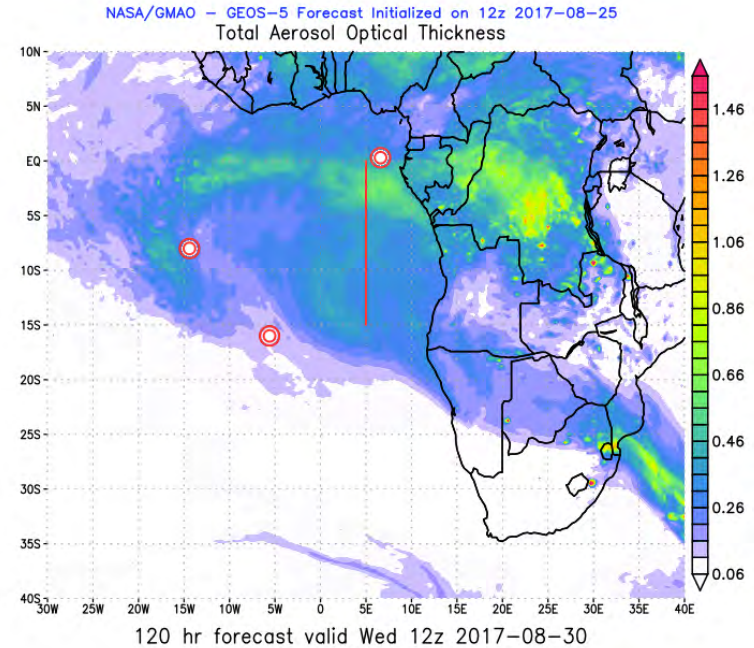 NASA/GMAO - GEOS-5 Forecast Initialized on 12z 2017-08-25
Total Aerosol Optical Thickness
10N
5N
EQ
5S
10S
15S
20S
25S
30S
35S
40S
30W 25W 20W 15W 10W 5W 0 5E 10E 15E 20E 25E 30E 35E 40E
1.46
1.26
1.06
0.86
0.66
0.46
0.26
0.06
120 hr forecast valid Wed 12z 2017-08-30